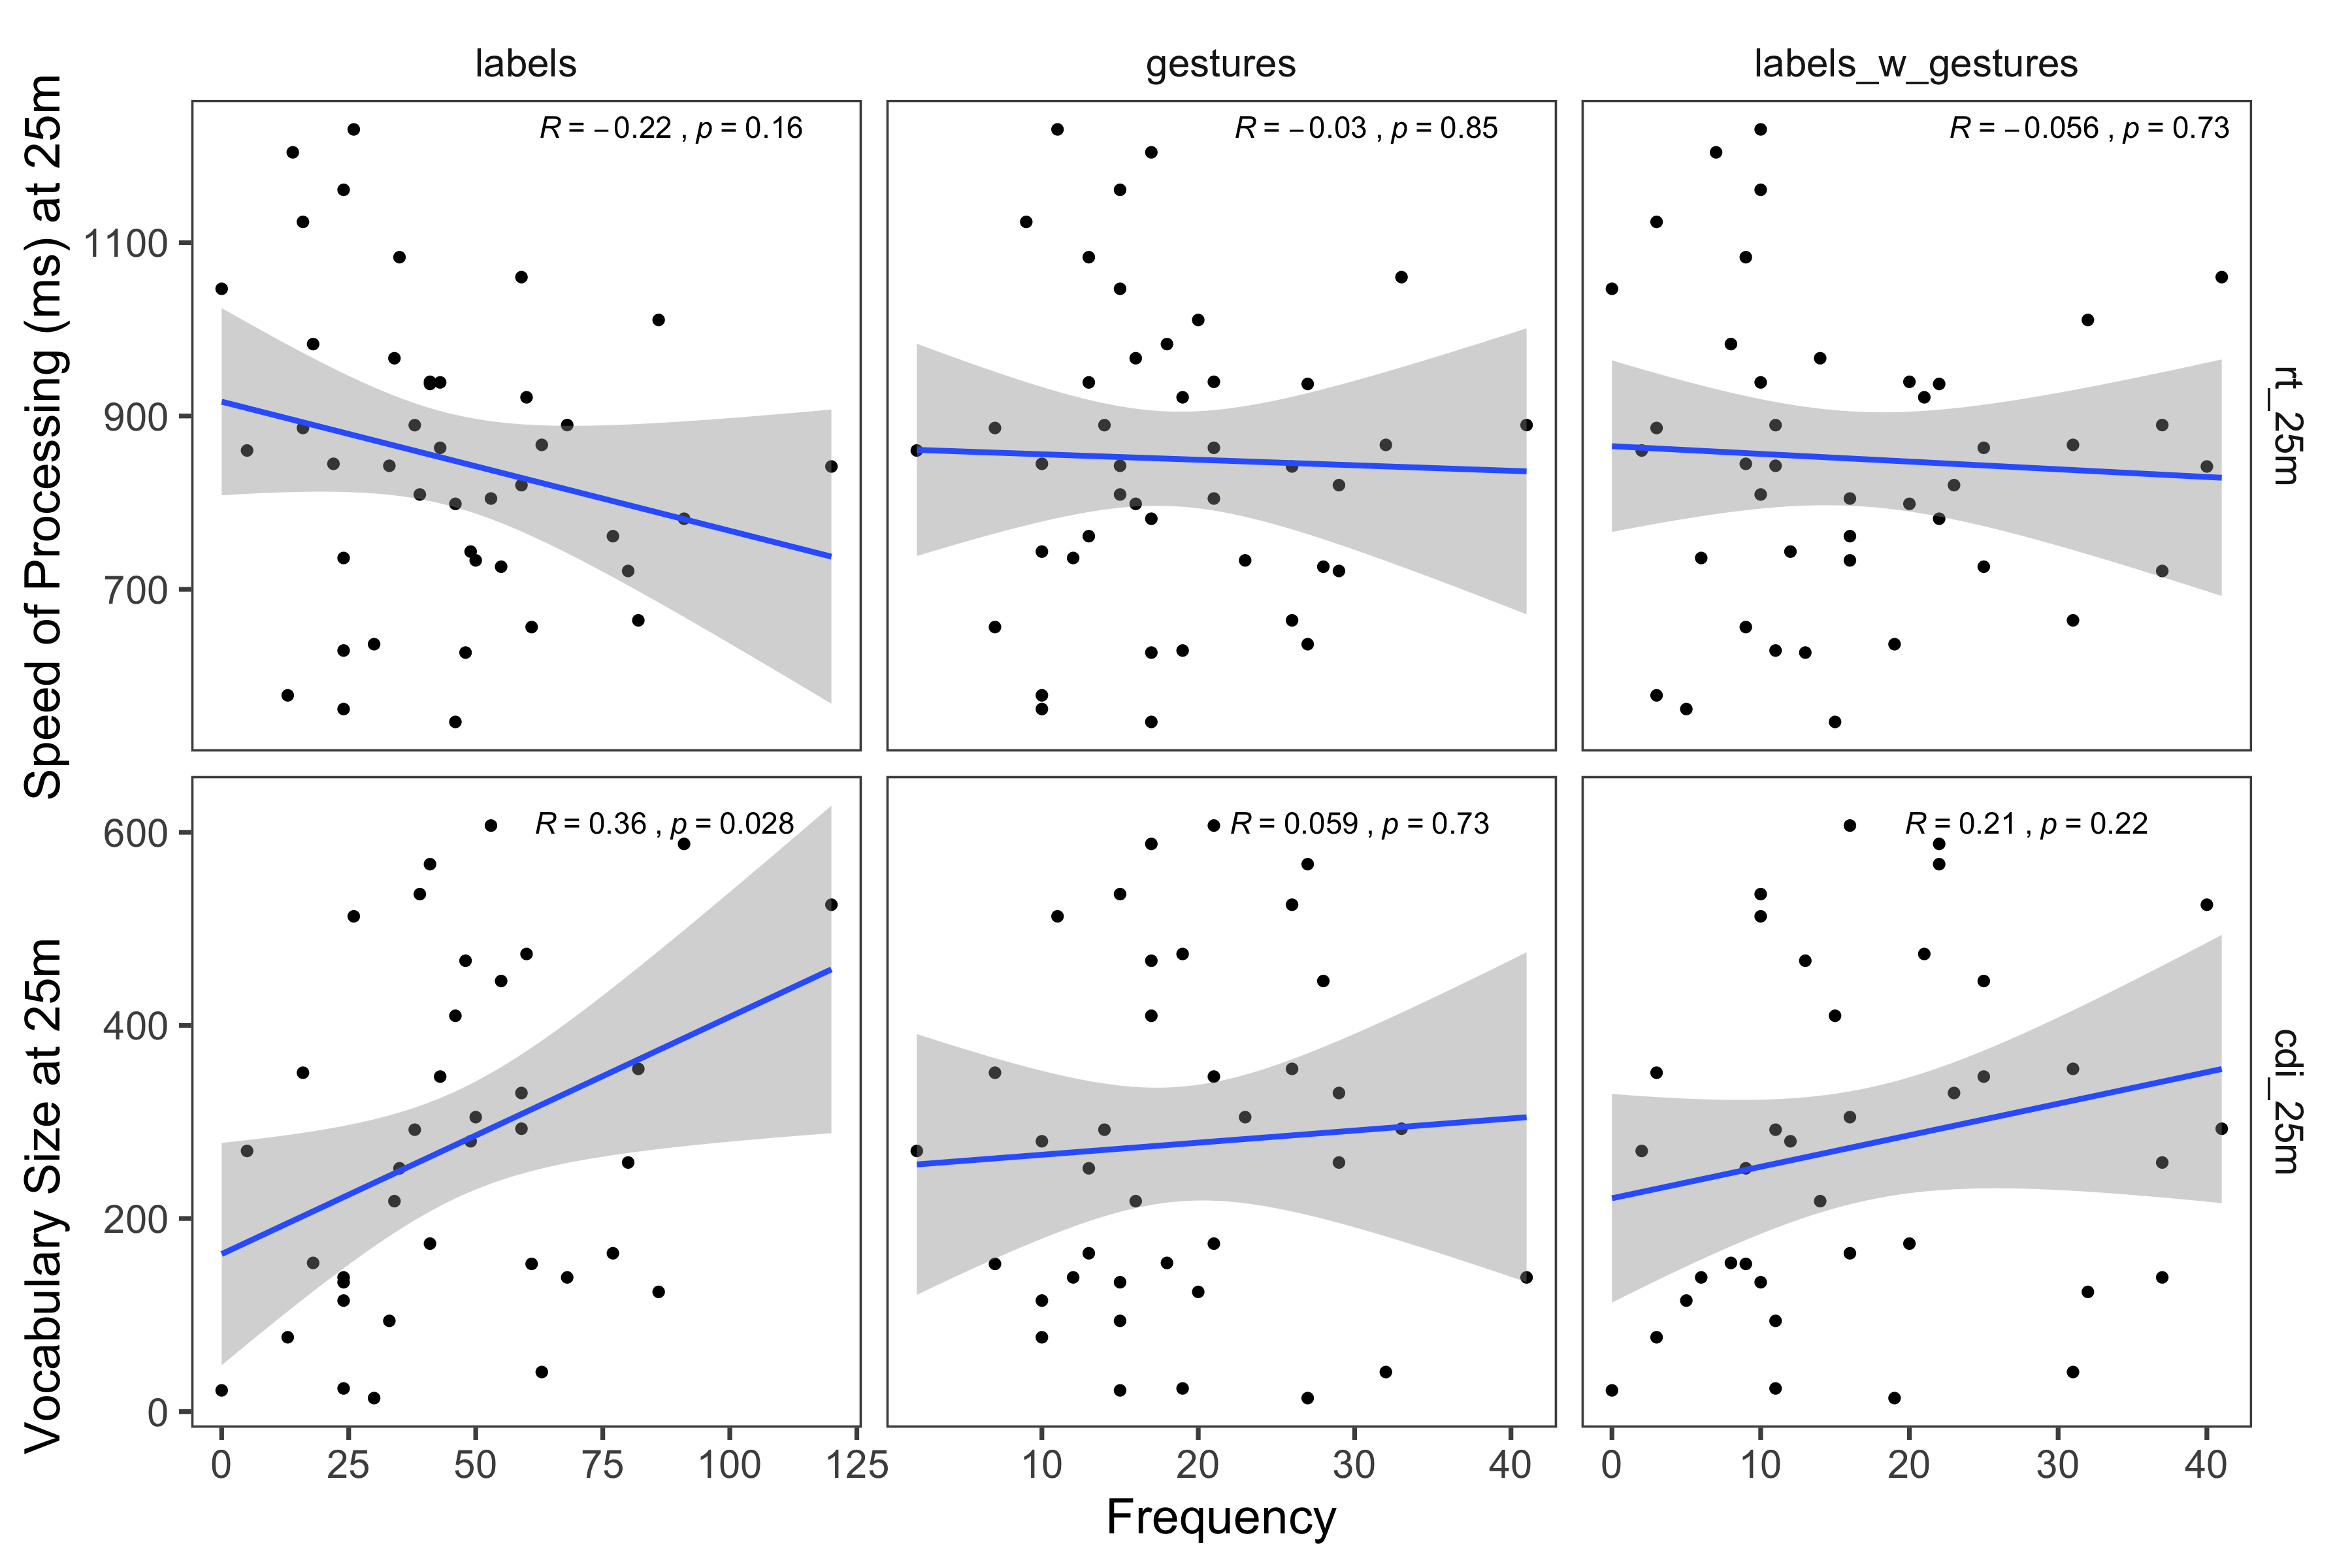 labels
gestures
labels_w_gestures
Speed of Processing (ms) at 25m
1100
900
700
R = −0.22 , p = 0.16
R = −0.03 , p = 0.85
R = −0.056 , p = 0.73
rt_25m
Vocabulary Size at 25m
600
400
200
0
R = 0.36 , p = 0.028
R = 0.059 , p = 0.73
R = 0.21 , p = 0.22
cdi_25m
0 25 50 75 100 125
10 20 30 40
0 10 20 30 40
Frequency